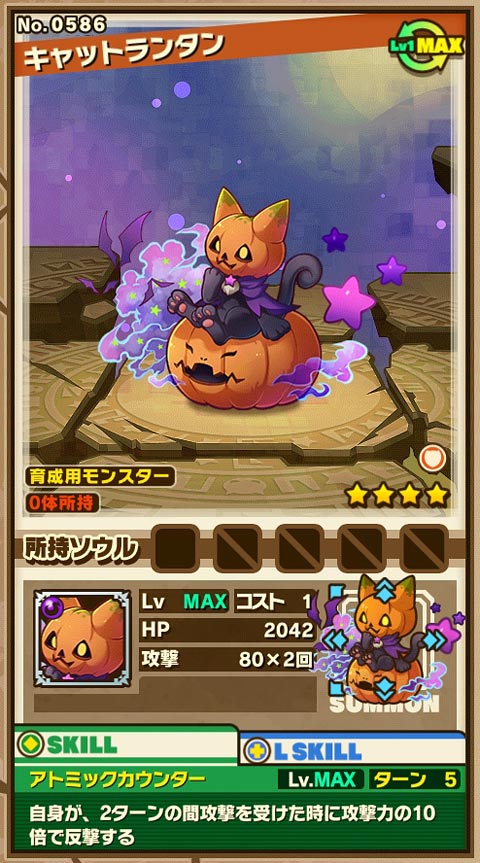 No.0586
キャットランタン
Lv1 MAX
育成用モンスター
0体所持
所持ソウル
Lv MAX コスト 1
HP 2042
攻撃 80×2回
SUMMON
SKILL
L SKILL
アトミックカウンター Lv.MAX ターン 5
自身が、2ターンの間攻撃を受けた時に攻撃力の10
倍で反撃する